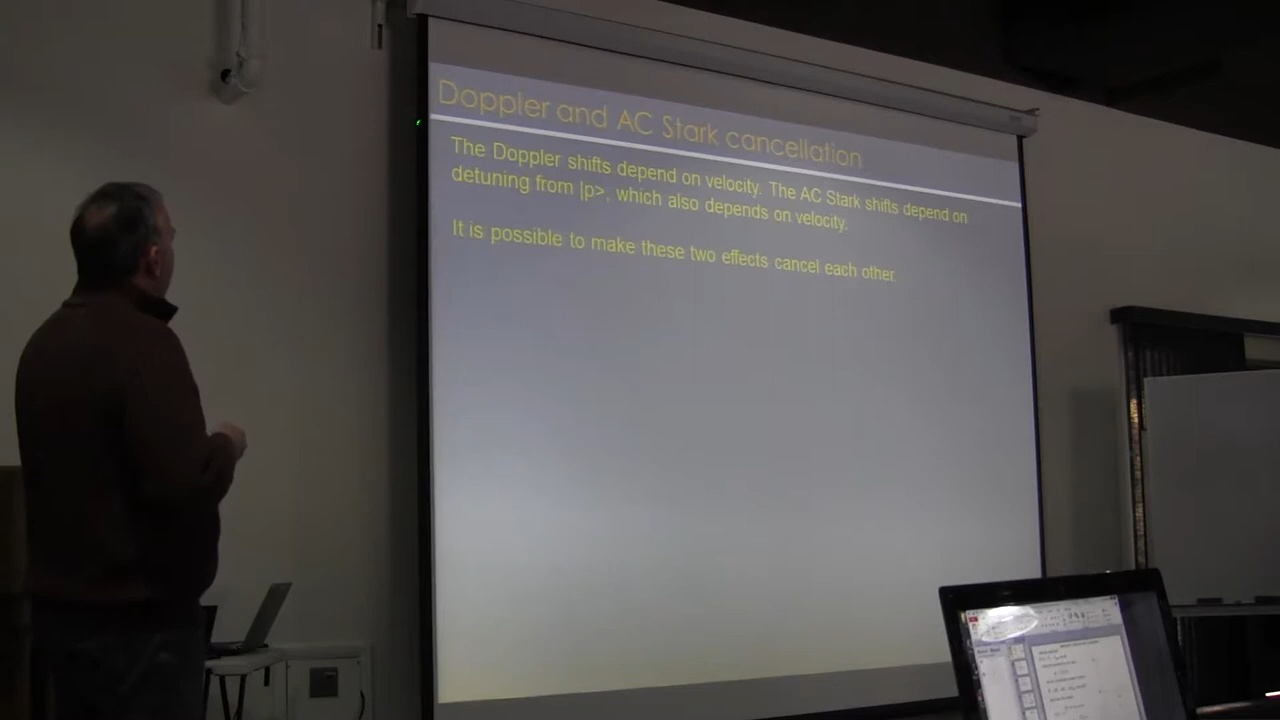 Doppler and AC Stark cancellation
The Doppler shifts depend on velocity. The AC Stark shifts depend on
detuning from |p>, which also depends on velocity.
It is possible to make these two effects cancel each other.